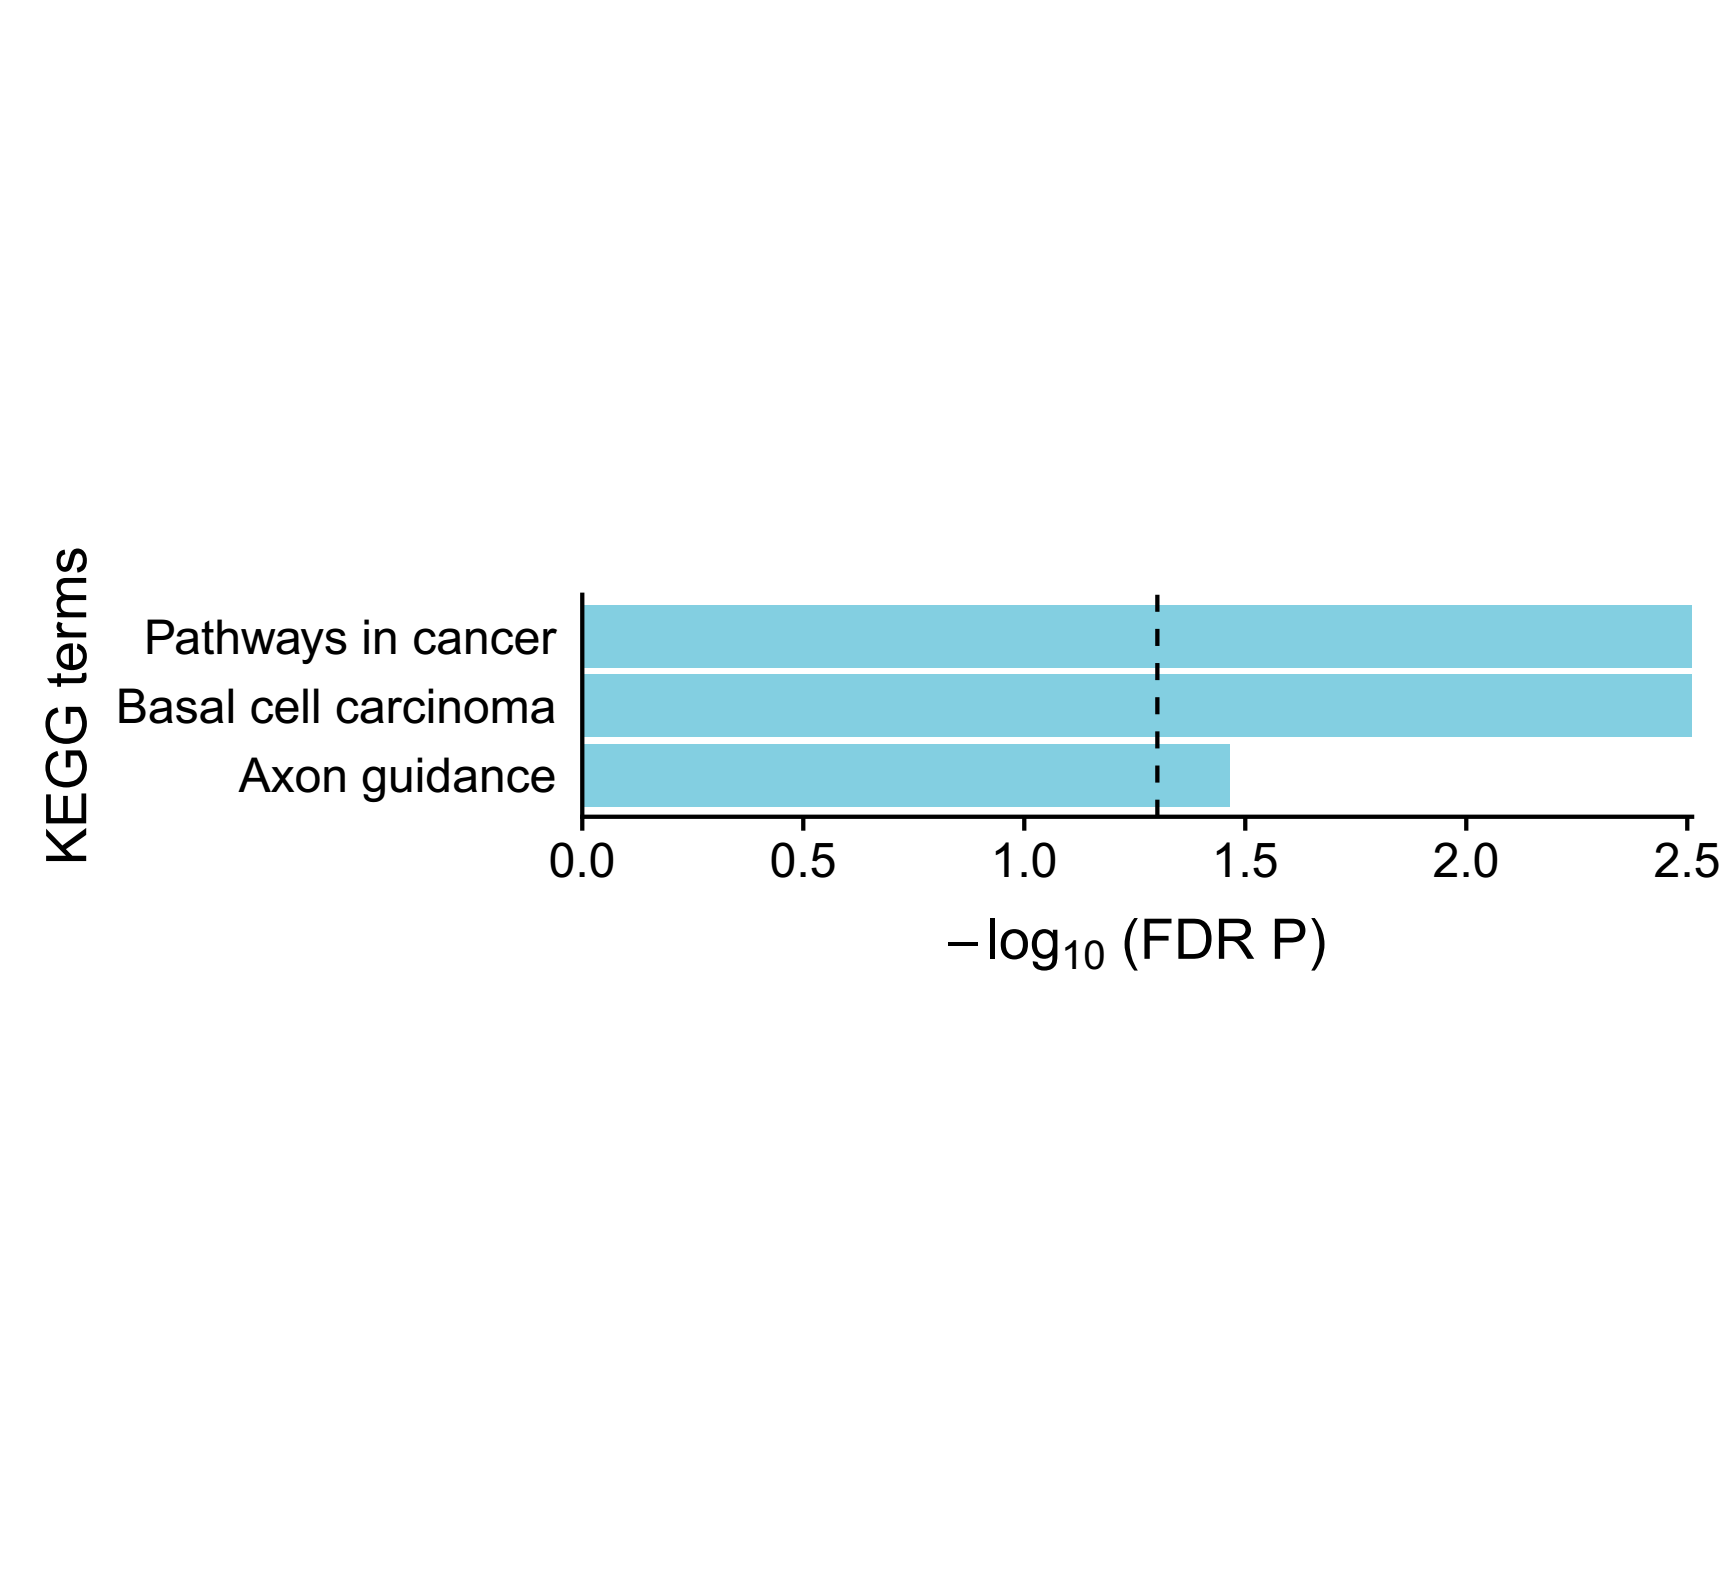 KEGG terms
Pathways in cancer
Basal cell carcinoma
Axon guidance
0.0 0.5 1.0 1.5 2.0 2.5
–log₁₀ (FDR P)